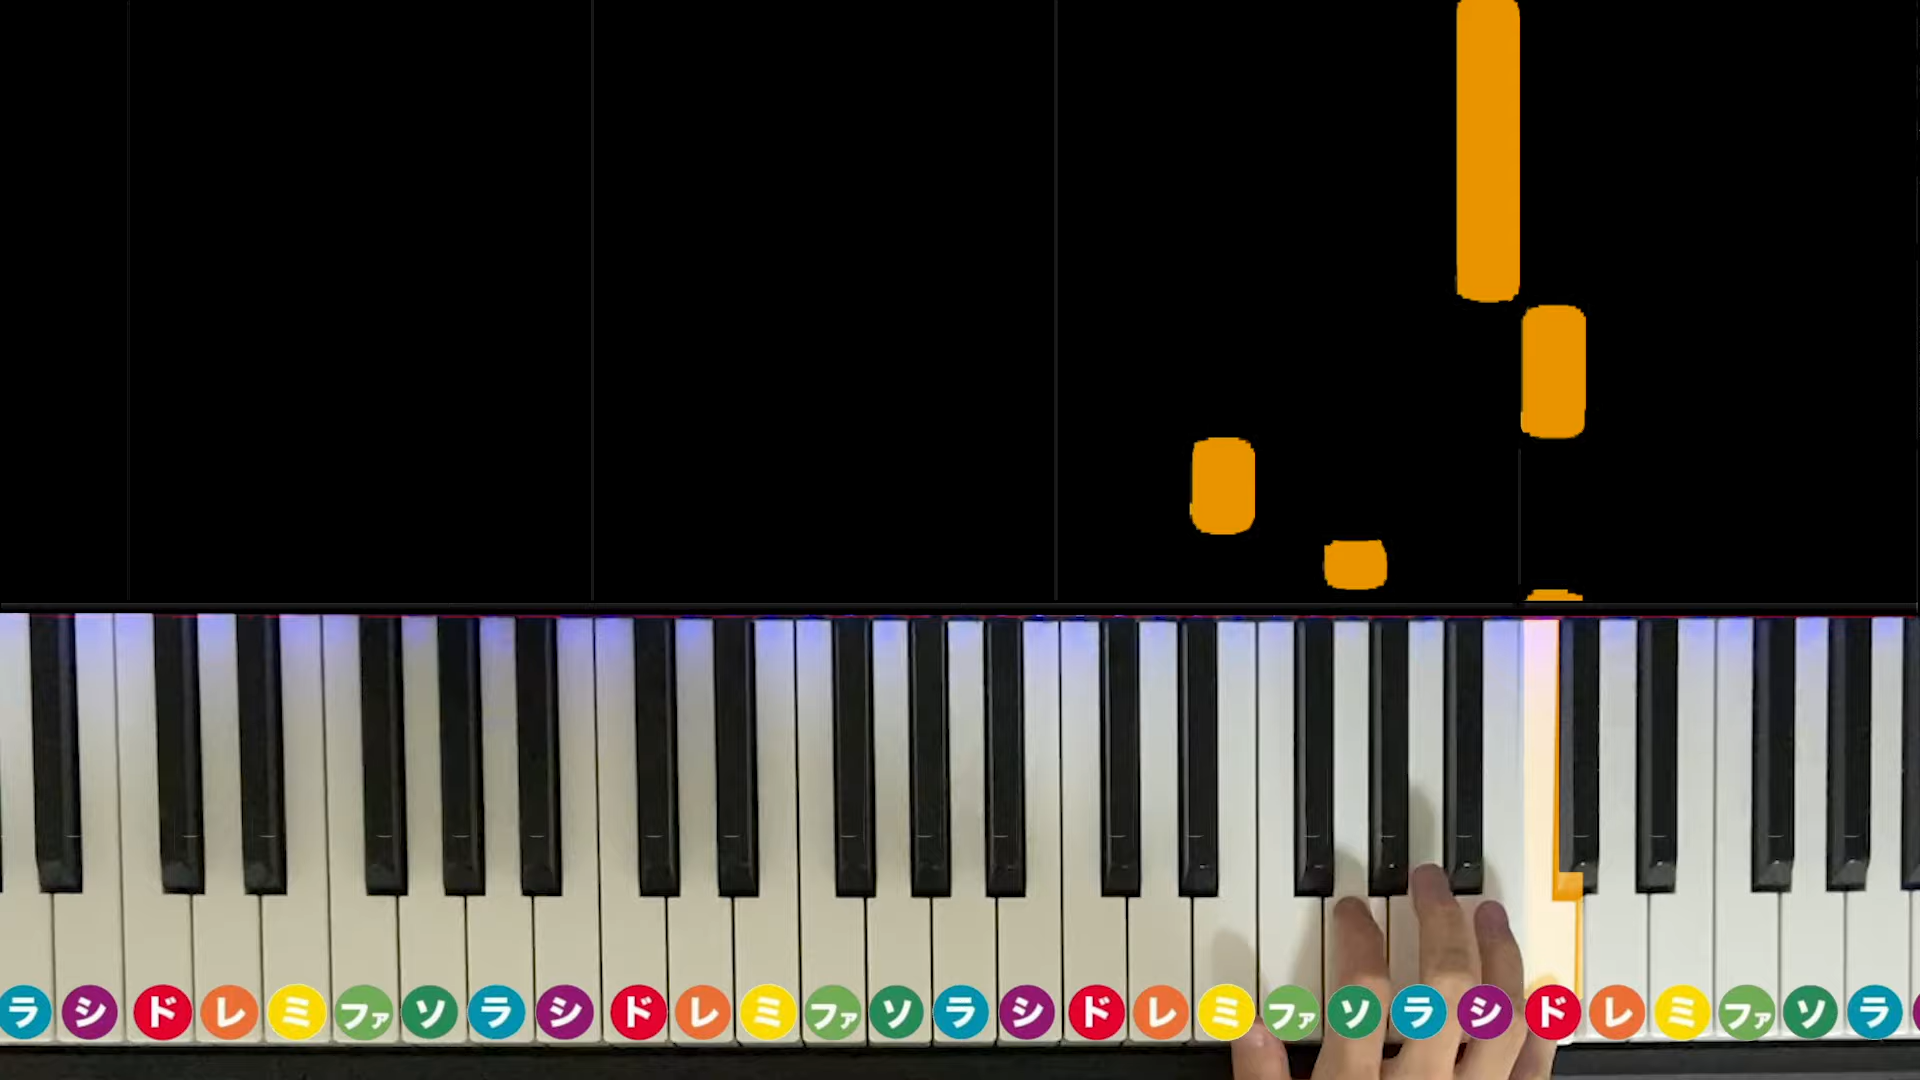 ラ シ ド レ ミ ファ ソ ラ シ ド レ ミ ファ ソ ラ シ ド レ ミ ファ ソ ラ シ ド レ ミ ファ ソ ラ